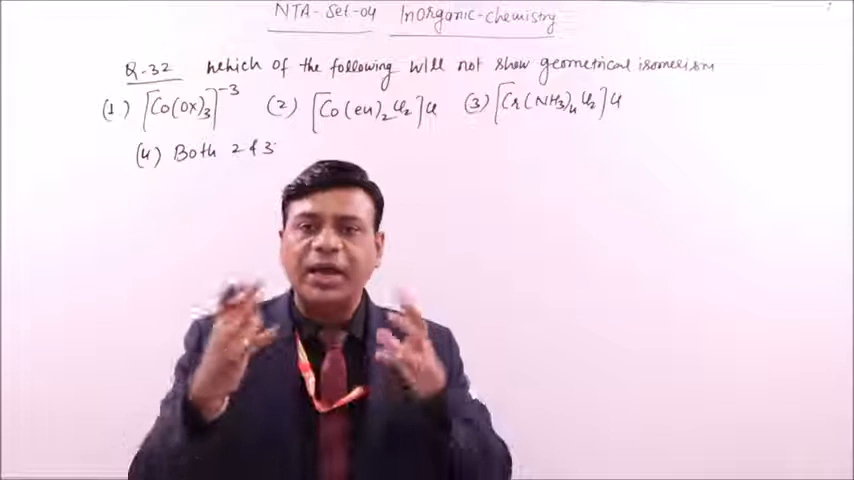 NTA-Set-04 Inorganic-chemistry
Q-32 which of the following will not show geometrical isomerism
(1) [Co(OX)3]-3 (2) [Co(en)2Cl2]Cl (3) [Cr(NH3)4Cl2]Cl
(4) Both 2 & 3